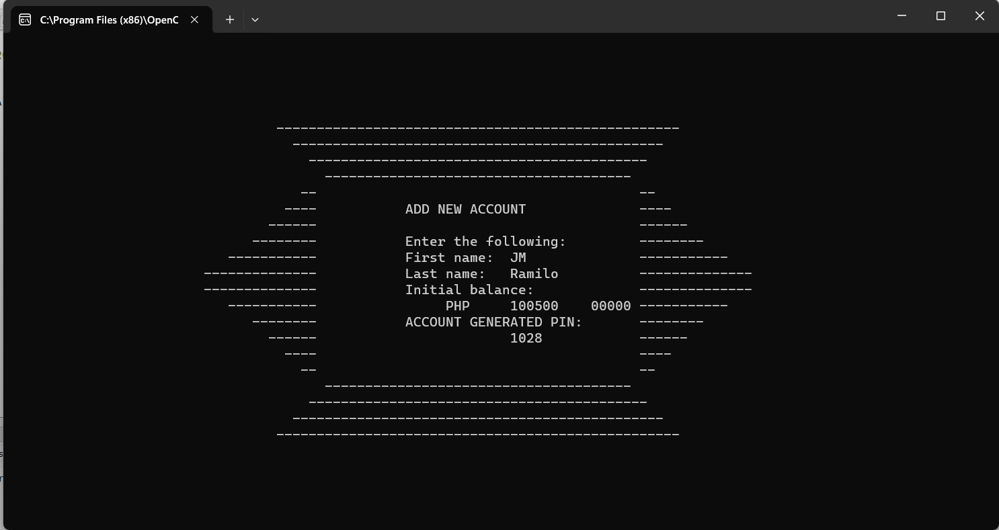 C:\Program Files (x86)\OpenC
ADD NEW ACCOUNT
Enter the following:
First name: JM
Last name: Ramilo
Initial balance:
PHP 100500 00000
ACCOUNT GENERATED PIN:
1028